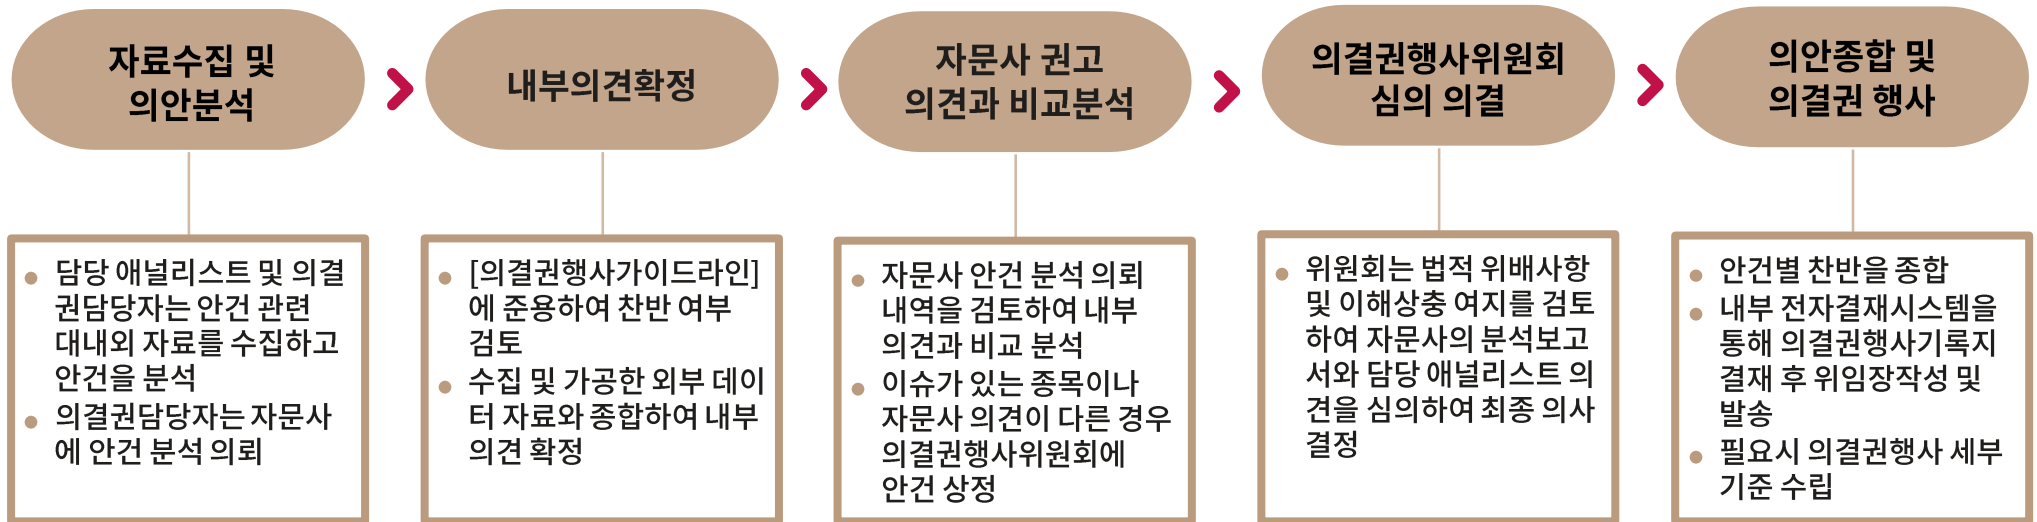 자료수집 및
의안분석
내부의견확정
자문사 권고
의견과 비교분석
의결권행사위원회
심의 의결
의안종합 및
의결권 행사
담당 애널리스트 및 의결
권담당자는 안건 관련
대내외 자료를 수집하고
안건을 분석
의결권담당자는 자문사
에 안건 분석 의뢰
[의결권행사가이드라인]
에 준용하여 찬반 여부
검토
수집 및 가공한 외부 데이
터 자료와 종합하여 내부
의견 확정
자문사 안건 분석 의뢰
내역을 검토하여 내부
의견과 비교 분석
이슈가 있는 종목이나
자문사 의견이 다른 경우
의결권행사위원회에
안건 상정
위원회는 법적 위배사항
및 이해상충 여지를 검토
하여 자문사의 분석보고
서와 담당 애널리스트 의
견을 심의하여 최종 의사
결정
안건별 찬반을 종합
내부 전자결재시스템을
통해 의결권행사기록지
결재 후 위임장작성 및
발송
필요시 의결권행사 세부
기준 수립